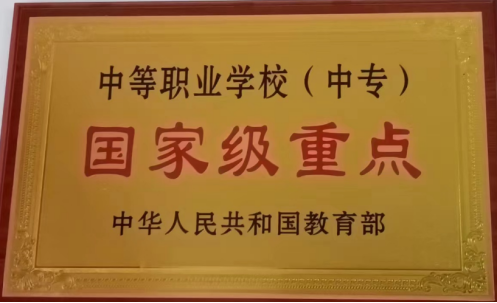 中等职业学校（中专）
国家级重点
中华人民共和国教育部